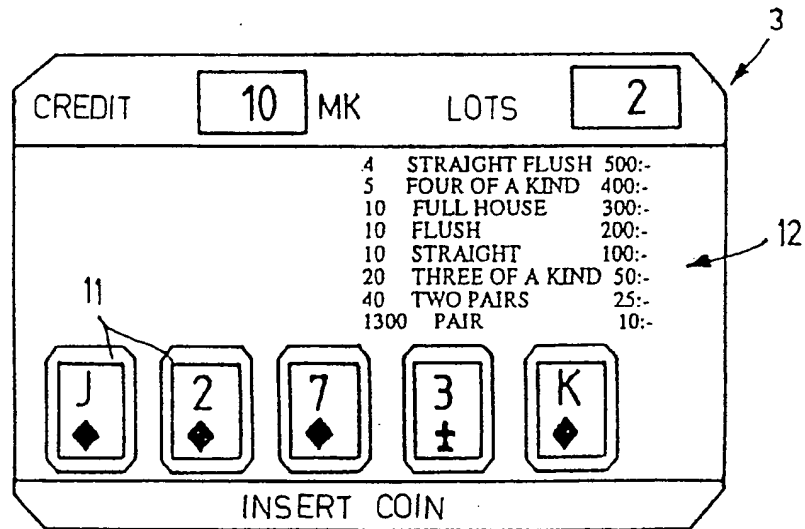 3
CREDIT 10 MK LOTS 2
4 STRAIGHT FLUSH 500:-
5 FOUR OF A KIND 400:-
10 FULL HOUSE 300:-
10 FLUSH 200:-
10 STRAIGHT 100:-
20 THREE OF A KIND 50:-
40 TWO PAIRS 25:-
1300 PAIR 10:-
12
11
J 2 7 3 K
♦ ♦ ♦ ± ♦
INSERT COIN